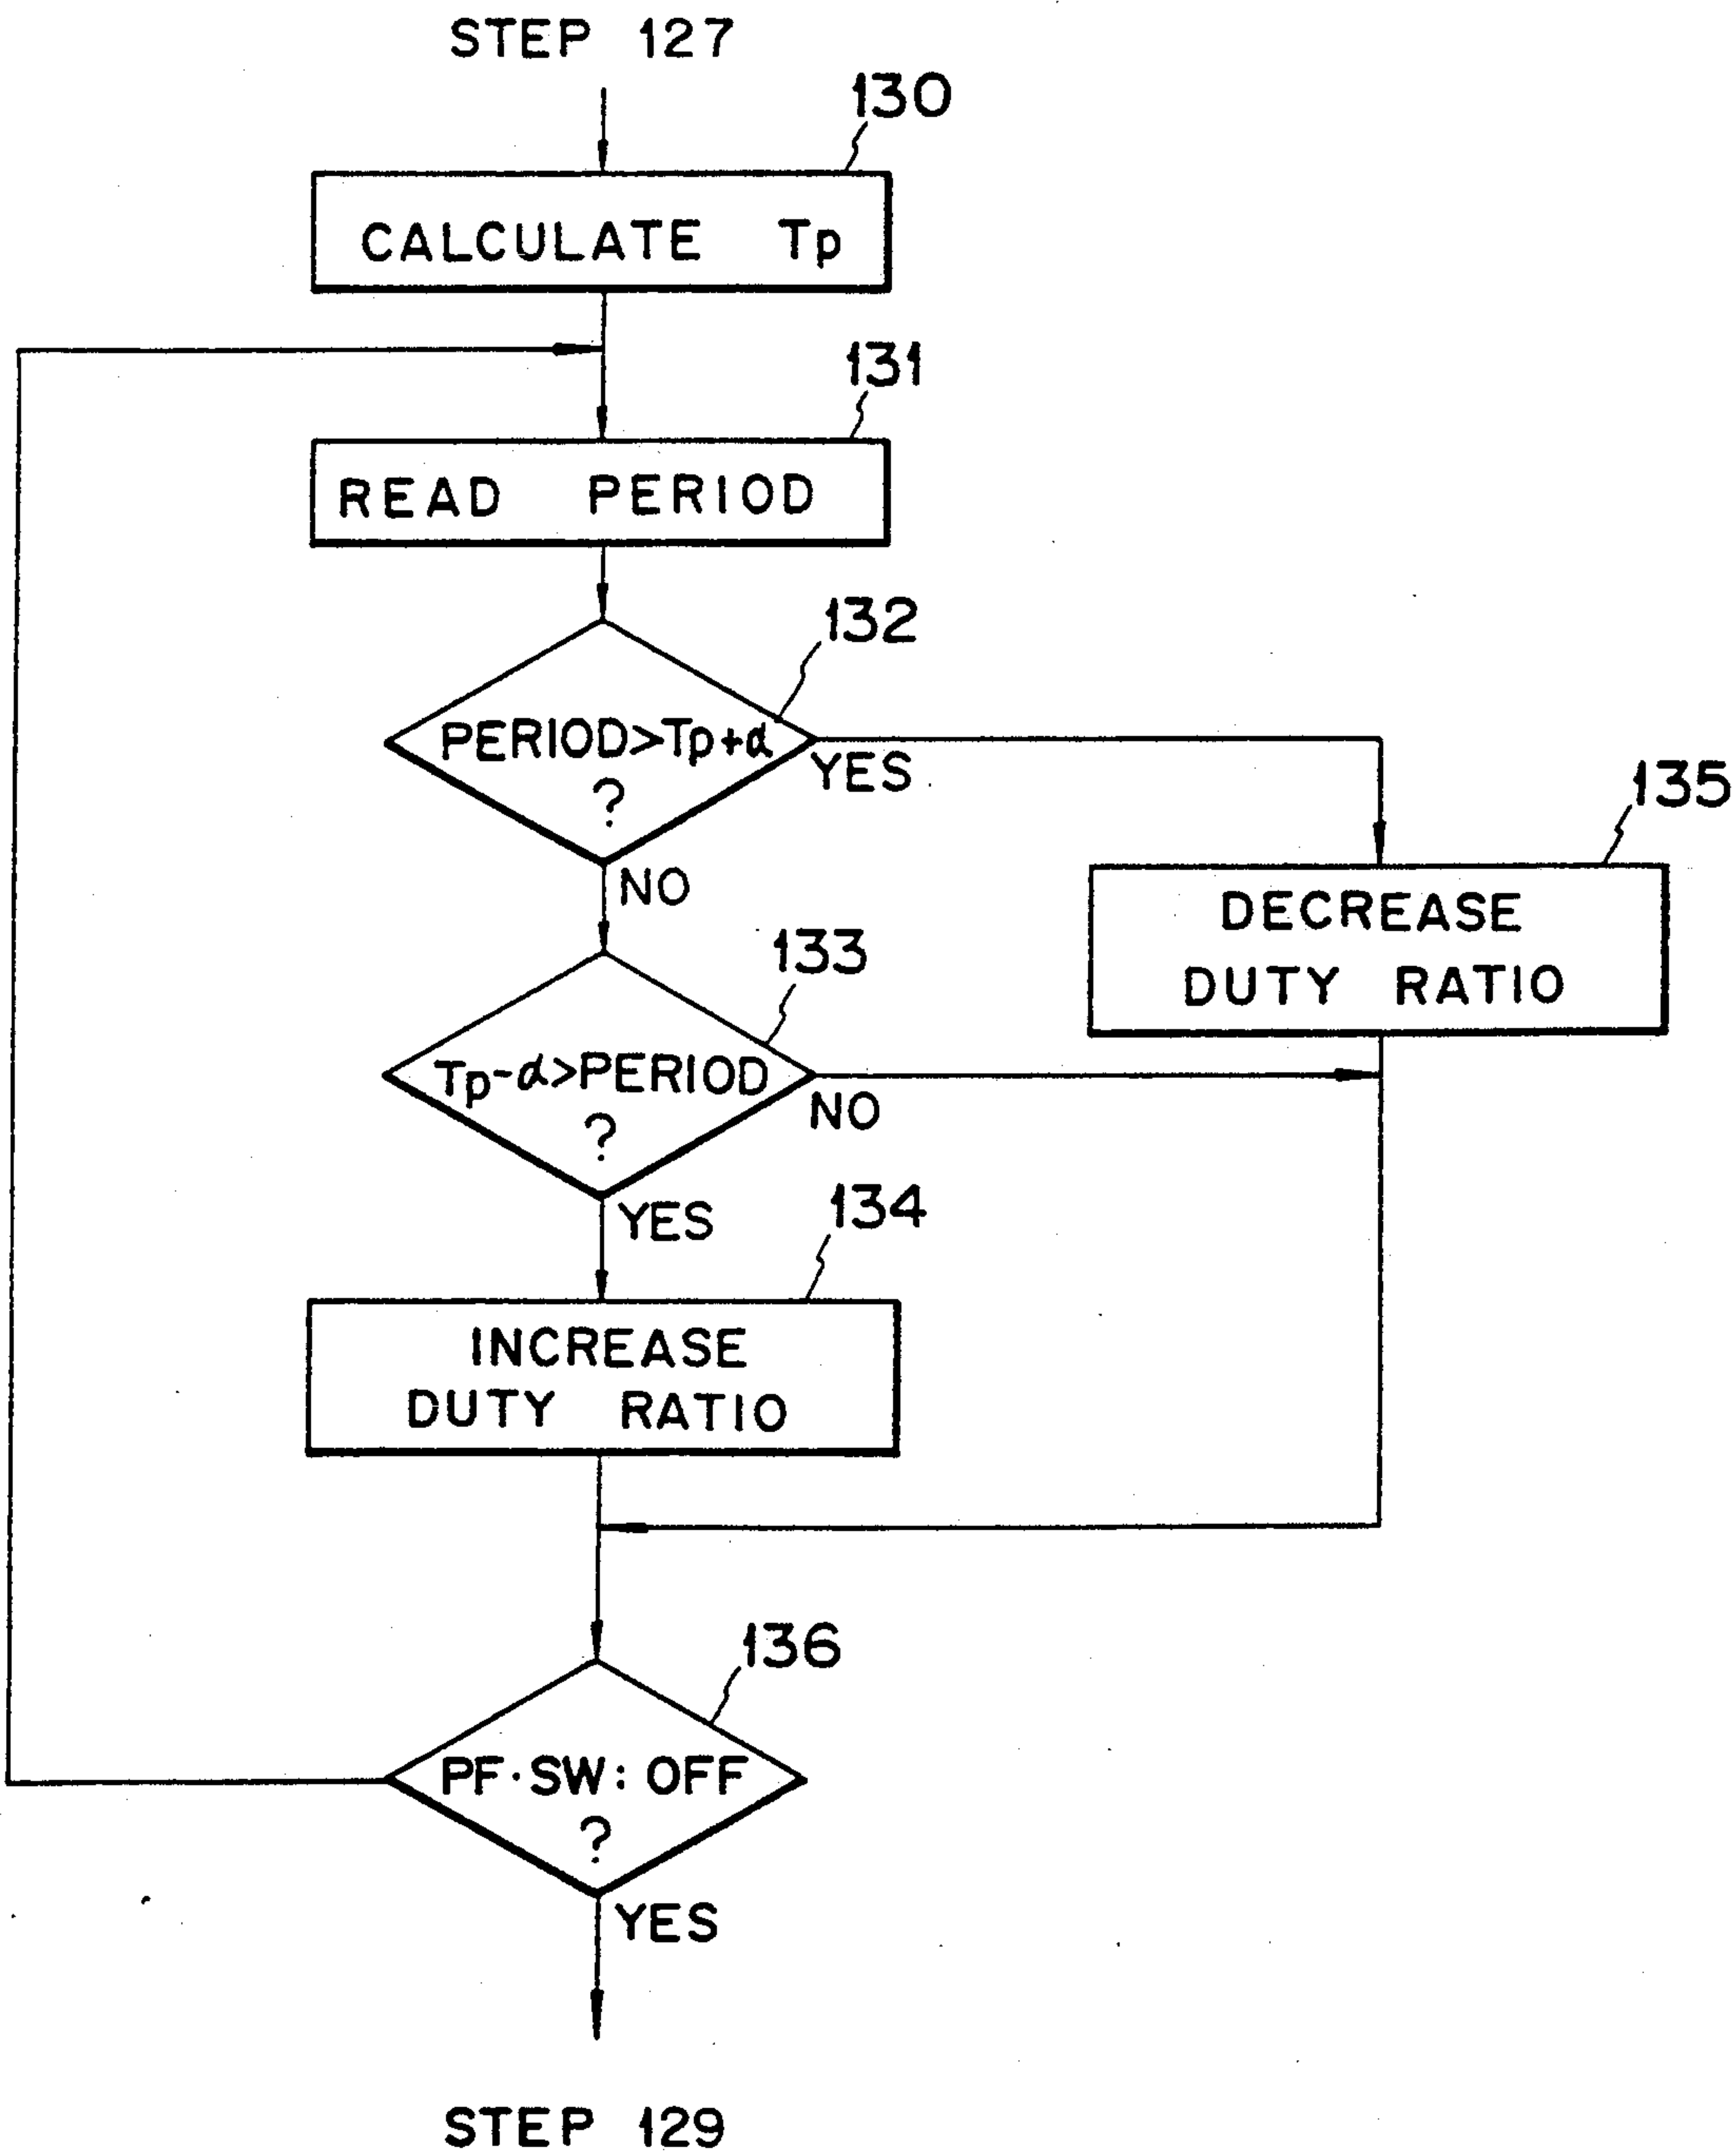 STEP 127
130
CALCULATE Tp
131
READ PERIOD
132
PERIOD>Tp+α
?
YES
NO
135
DECREASE
DUTY RATIO
133
Tp-α>PERIOD
?
NO
YES
134
INCREASE
DUTY RATIO
136
PF·SW: OFF
?
YES
STEP 129